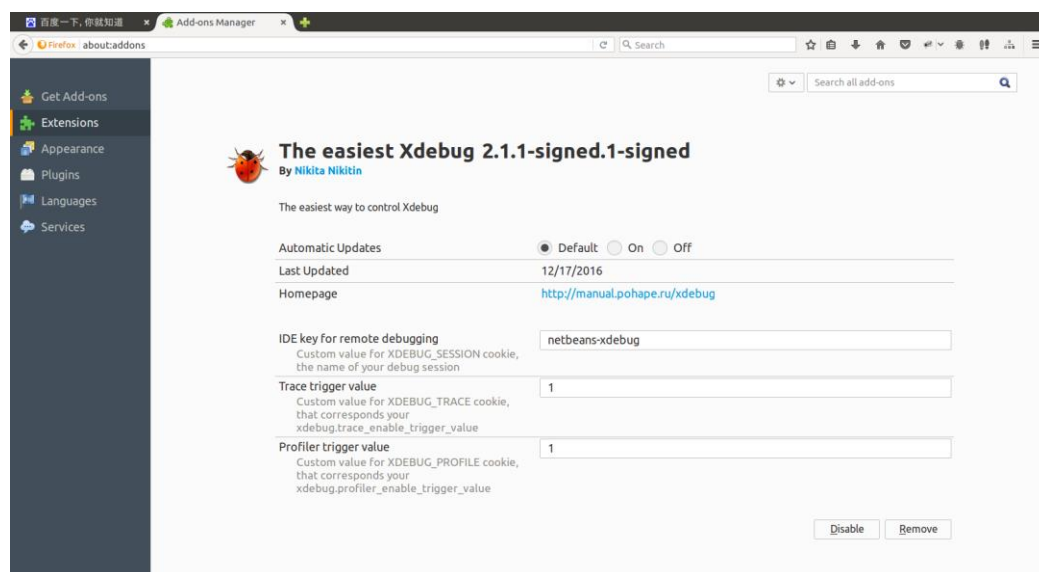 百度一下,你就知道
Add-ons Manager
Firefox
about:addons
Search
Search all add-ons
Get Add-ons
Extensions
Appearance
Plugins
Languages
Services
The easiest Xdebug 2.1.1-signed.1-signed
By Nikita Nikitin
The easiest way to control Xdebug
Automatic Updates
Default
On
Off
Last Updated
12/17/2016
Homepage
http://manual.pohape.ru/xdebug
IDE key for remote debugging
netbeans-xdebug
Custom value for XDEBUG_SESSION cookie,
the name of your debug session
Trace trigger value
1
Custom value for XDEBUG_TRACE cookie,
that corresponds your
xdebug.trace_enable_trigger_value
Profiler trigger value
1
Custom value for XDEBUG_PROFILE cookie,
that corresponds your
xdebug.profiler_enable_trigger_value
Disable
Remove